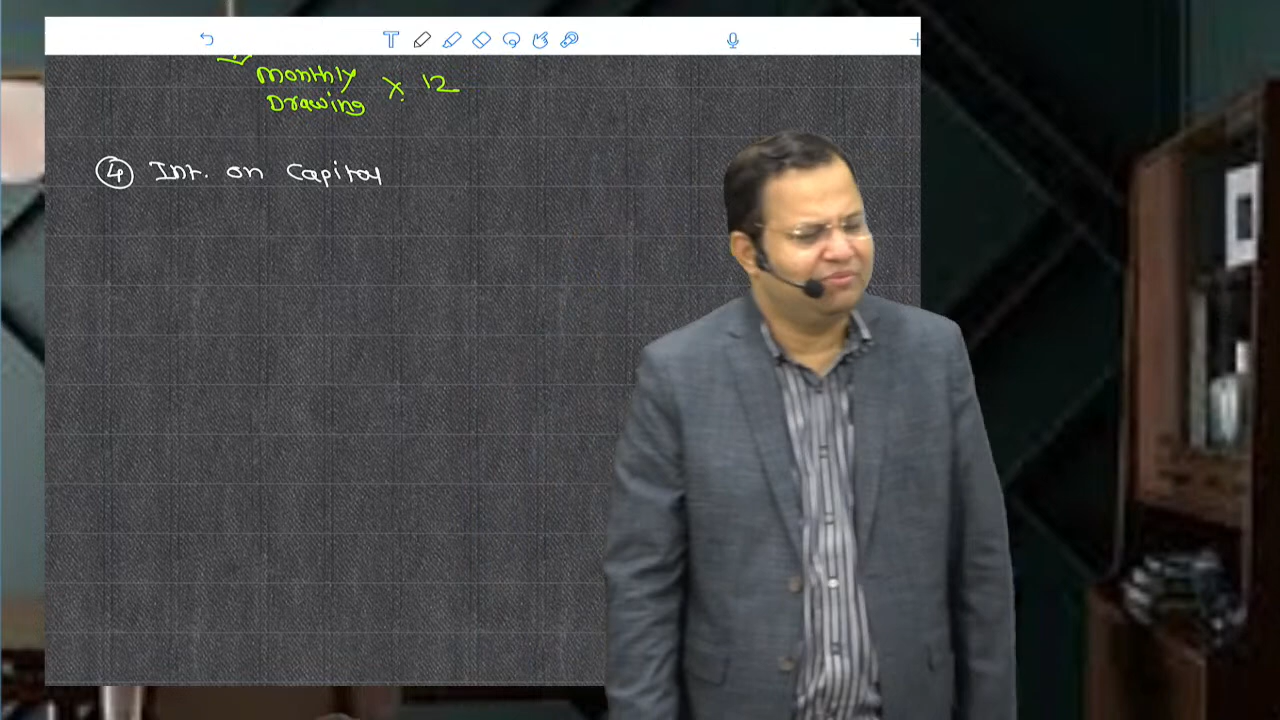 Monthly
Drawing × 12
④ Int. on Capital